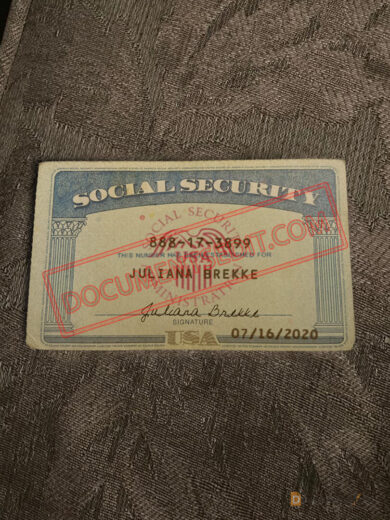 SOCIAL SECURITY
888-17-3899
THIS NUMBER HAS BEEN ESTABLISHED FOR
USA
JULIANA BREKKE
Juliana Brekke
SIGNATURE
07/16/2020
USA